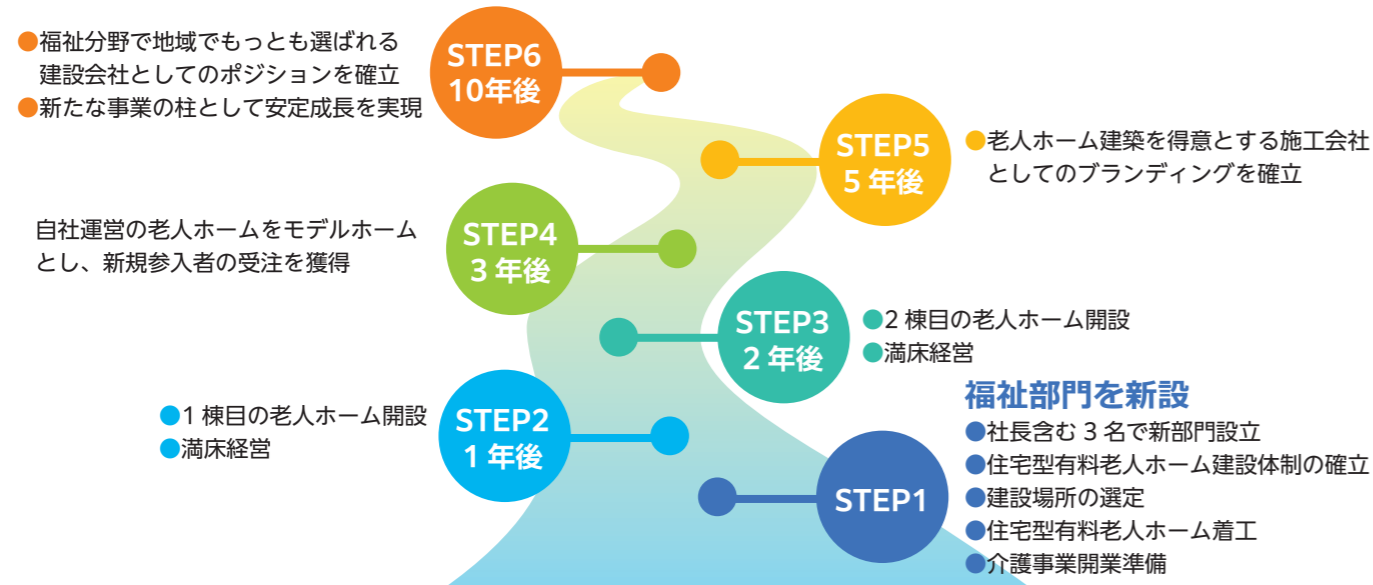 ●福祉分野で地域でもっとも選ばれる
建設会社としてのポジションを確立
●新たな事業の柱として安定成長を実現
STEP6
10年後
STEP5
5 年後
●老人ホーム建築を得意とする施工会社
としてのブランディングを確立
自社運営の老人ホームをモデルホーム
とし、新規参入者の受注を獲得
STEP4
3 年後
STEP3
2 年後
●2 棟目の老人ホーム開設
●満床経営
●1 棟目の老人ホーム開設
●満床経営
STEP2
1 年後
STEP1
福祉部門を新設
●社長含む 3 名で新部門設立
●住宅型有料老人ホーム建設体制の確立
●建設場所の選定
●住宅型有料老人ホーム着工
●介護事業開業準備